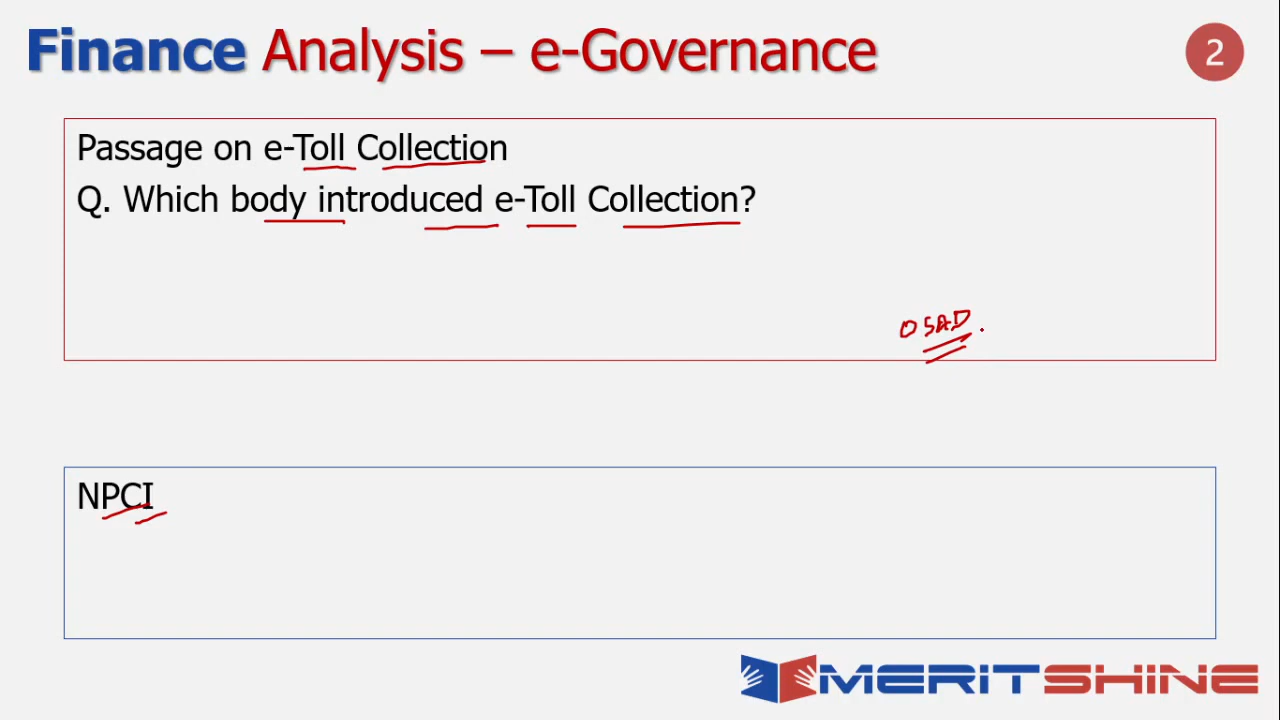 Finance Analysis – e-Governance
2
Passage on e-Toll Collection
Q. Which body introduced e-Toll Collection?
OSAD.
NPCI
MERITSHINE